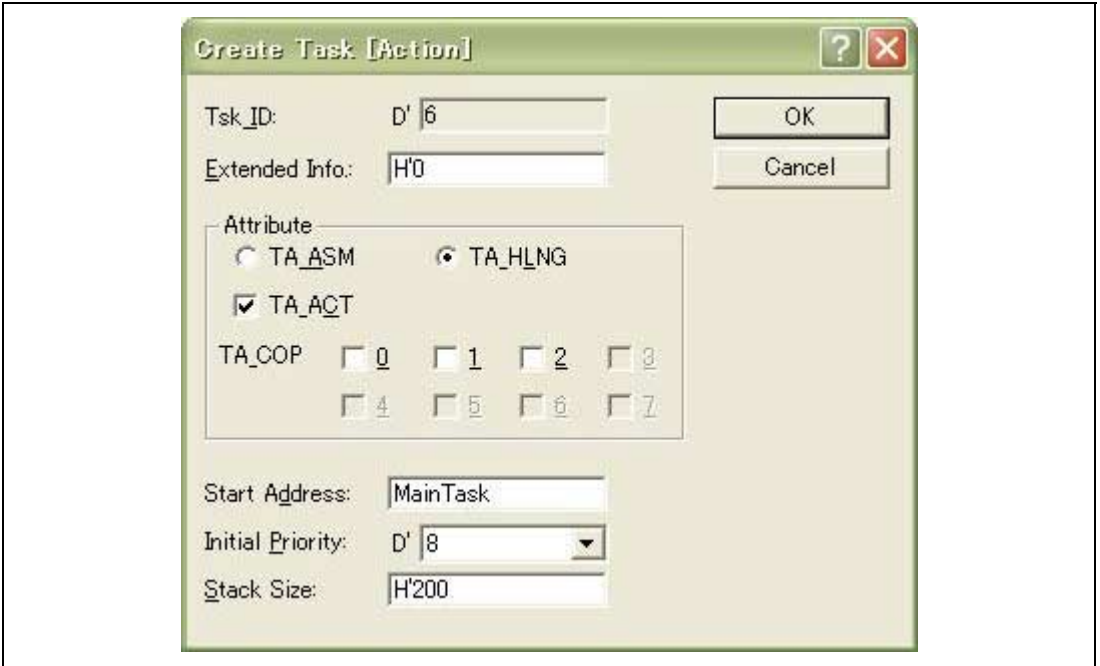 Create Task [Action]
Tsk_ID: D' 6 OK
Extended Info.: H'0 Cancel
Attribute
TA_ASM TA_HLNG
TA_ACT
TA_COP 0 1 2 3
4 5 6 7
Start Address: MainTask
Initial Priority: D' 8
Stack Size: H'200